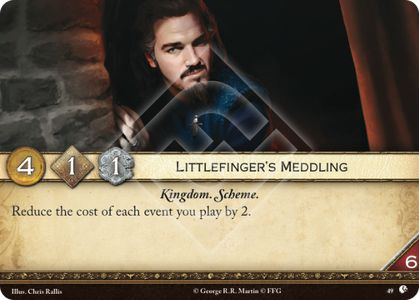 4 1 1 LITTLEFINGER'S MEDDLING
Kingdom. Scheme.
Reduce the cost of each event you play by 2.
6
Illus. Chris Rallis © George R.R. Martin © FFG 49